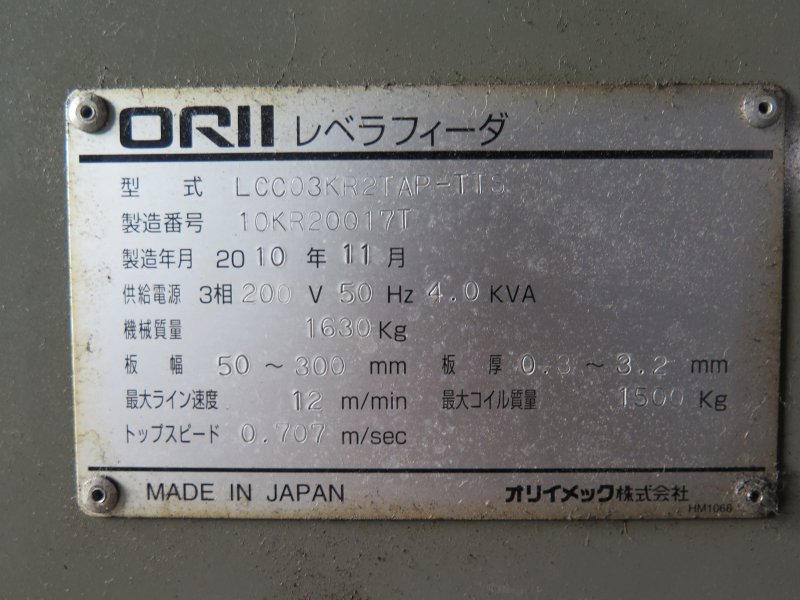 ORII レベラフィーダ
型 式 LCC03KR2TAP-TTS
製造番号 10KR20017T
製造年月 2010 年 11 月
供給電源 3相 200 V 50 Hz 4.0 KVA
機械質量 1630 Kg
板 幅 50 ~ 300 mm 板 厚 0.3 ~ 3.2 mm
最大ライン速度 12 m/min 最大コイル質量 1500 Kg
トップスピード 0.707 m/sec
MADE IN JAPAN オリイメック株式会社
HM1066